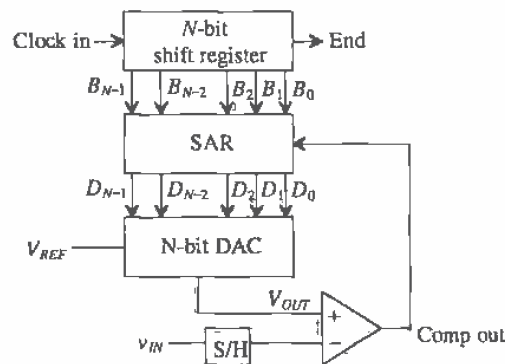 N-bit
Clock in
shift register
End
B_{N-1} B_{N-2} B_2 B_1 B_0
SAR
D_{N-1} D_{N-2} D_2 D_1 D_0
V_{REF}
N-bit DAC
V_{OUT}
+
−
v_{IN}
S/H
Comp out